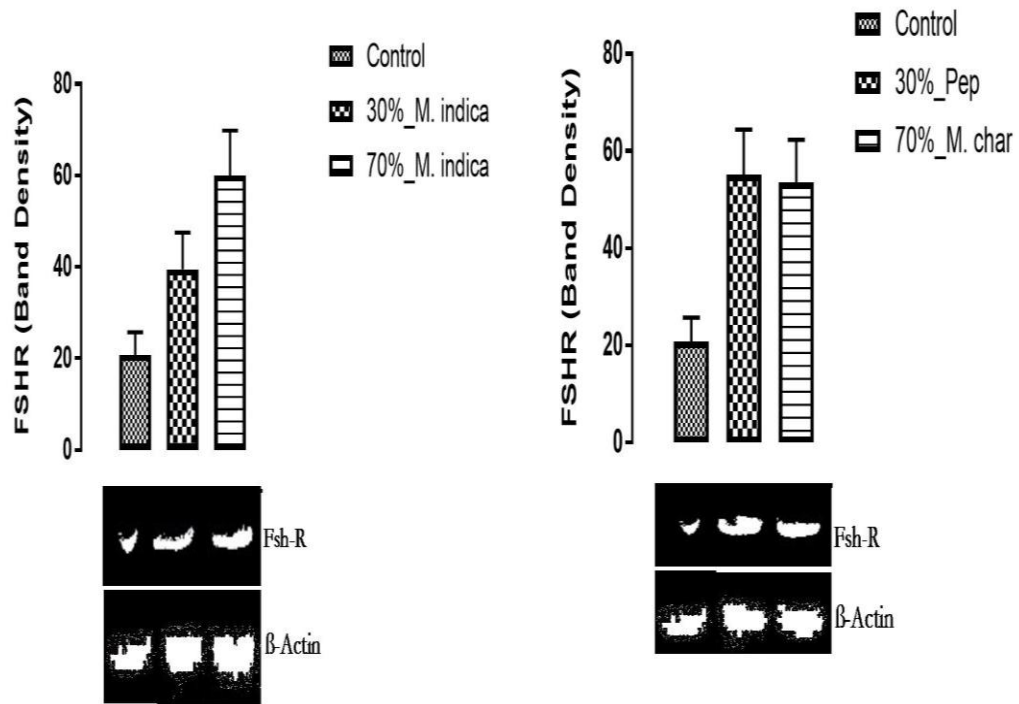 Control
30%_M. indica
70%_M. indica
FSHR (Band Density)
80
60
40
20
0
Fsh-R
ß-Actin
Control
30%_Pep
70%_M. char
FSHR (Band Density)
80
60
40
20
0
Fsh-R
ß-Actin